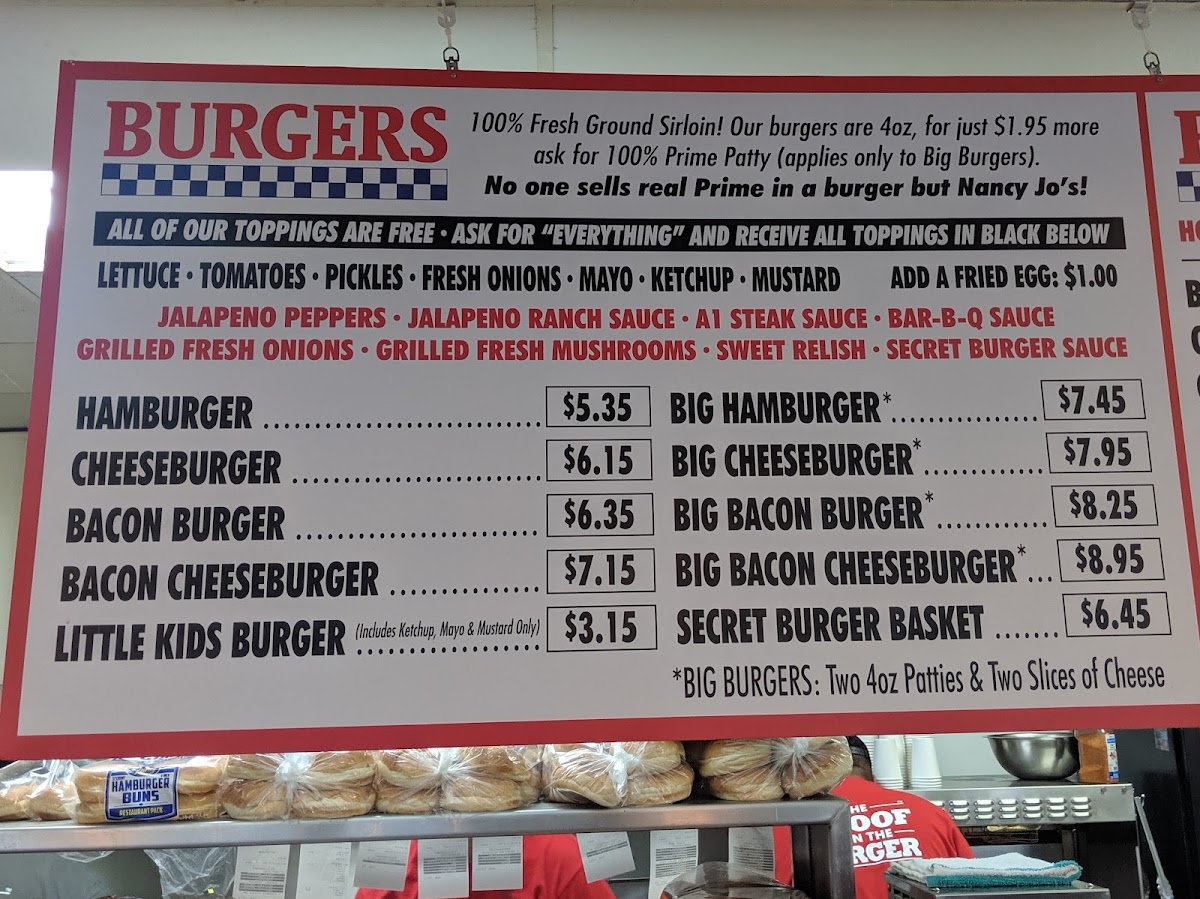 BURGERS
100% Fresh Ground Sirloin! Our burgers are 4oz, for just $1.95 more
ask for 100% Prime Patty (applies only to Big Burgers).
No one sells real Prime in a burger but Nancy Jo's!
ALL OF OUR TOPPINGS ARE FREE • ASK FOR "EVERYTHING" AND RECEIVE ALL TOPPINGS IN BLACK BELOW
LETTUCE • TOMATOES • PICKLES • FRESH ONIONS • MAYO • KETCHUP • MUSTARD ADD A FRIED EGG: $1.00
JALAPENO PEPPERS • JALAPENO RANCH SAUCE • A1 STEAK SAUCE • BAR-B-Q SAUCE
GRILLED FRESH ONIONS • GRILLED FRESH MUSHROOMS • SWEET RELISH • SECRET BURGER SAUCE
HAMBURGER $5.35
CHEESEBURGER $6.15
BACON BURGER $6.35
BACON CHEESEBURGER $7.15
LITTLE KIDS BURGER (Includes Ketchup, Mayo & Mustard Only) $3.15
BIG HAMBURGER* $7.45
BIG CHEESEBURGER* $7.95
BIG BACON BURGER* $8.25
BIG BACON CHEESEBURGER* $8.95
SECRET BURGER BASKET $6.45
*BIG BURGERS: Two 4oz Patties & Two Slices of Cheese
HAMBURGER
BUNS
RESTAURANT PACK
HE
OOF
N THE
RGER